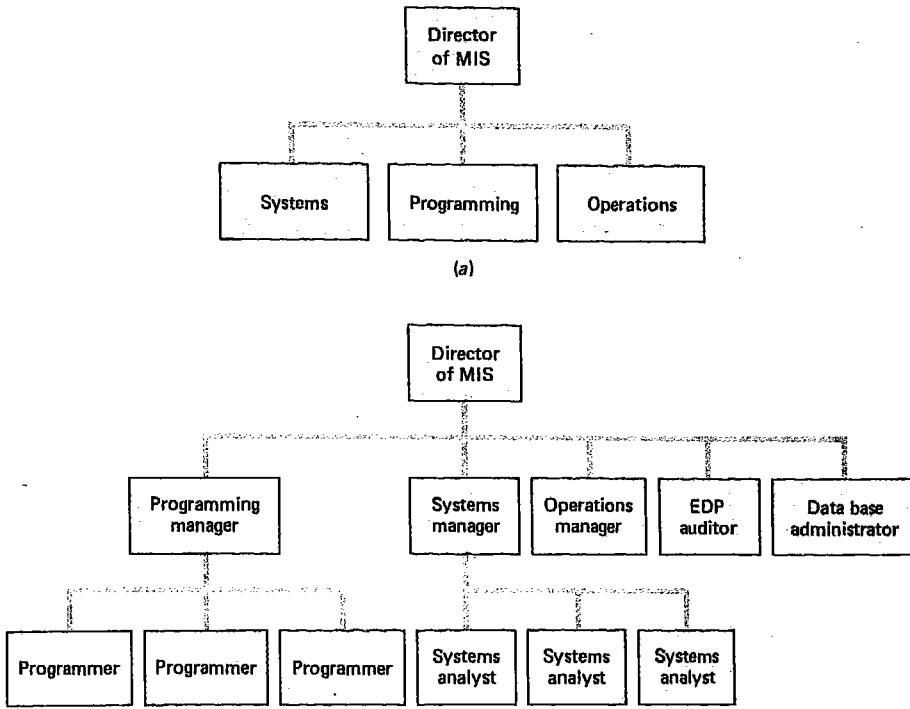 Director
of MIS
Systems
Programming
Operations
(a)
Director
of MIS
Programming
manager
Systems
manager
Operations
manager
EDP
auditor
Data base
administrator
Programmer
Programmer
Programmer
Systems
analyst
Systems
analyst
Systems
analyst